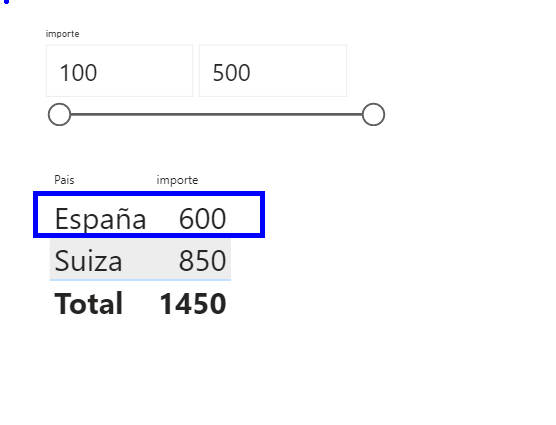 importe
100 500
Pais importe
España 600
Suiza 850
Total 1450